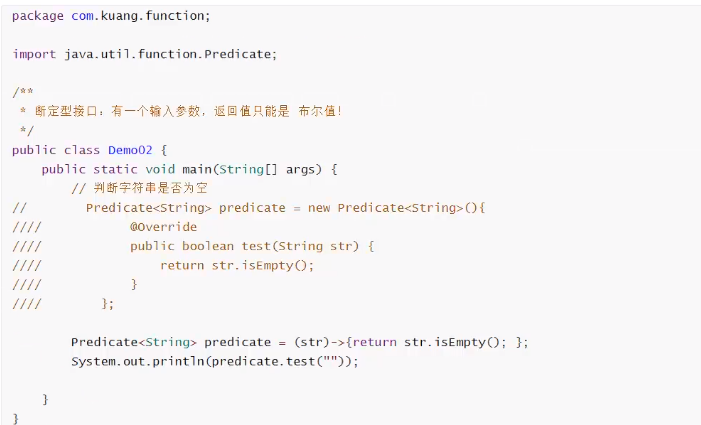 package com.kuang.function;
import java.util.function.Predicate;
/**
 * 断定型接口：有一个输入参数，返回值只能是 布尔值！
 */
public class Demo02 {
    public static void main(String[] args) {
        // 判断字符串是否为空
//        Predicate<String> predicate = new Predicate<String>(){
////            @Override
////            public boolean test(String str) {
////                return str.isEmpty();
////            }
////        };
        Predicate<String> predicate = (str)->{return str.isEmpty(); };
        System.out.println(predicate.test(""));
    }
}